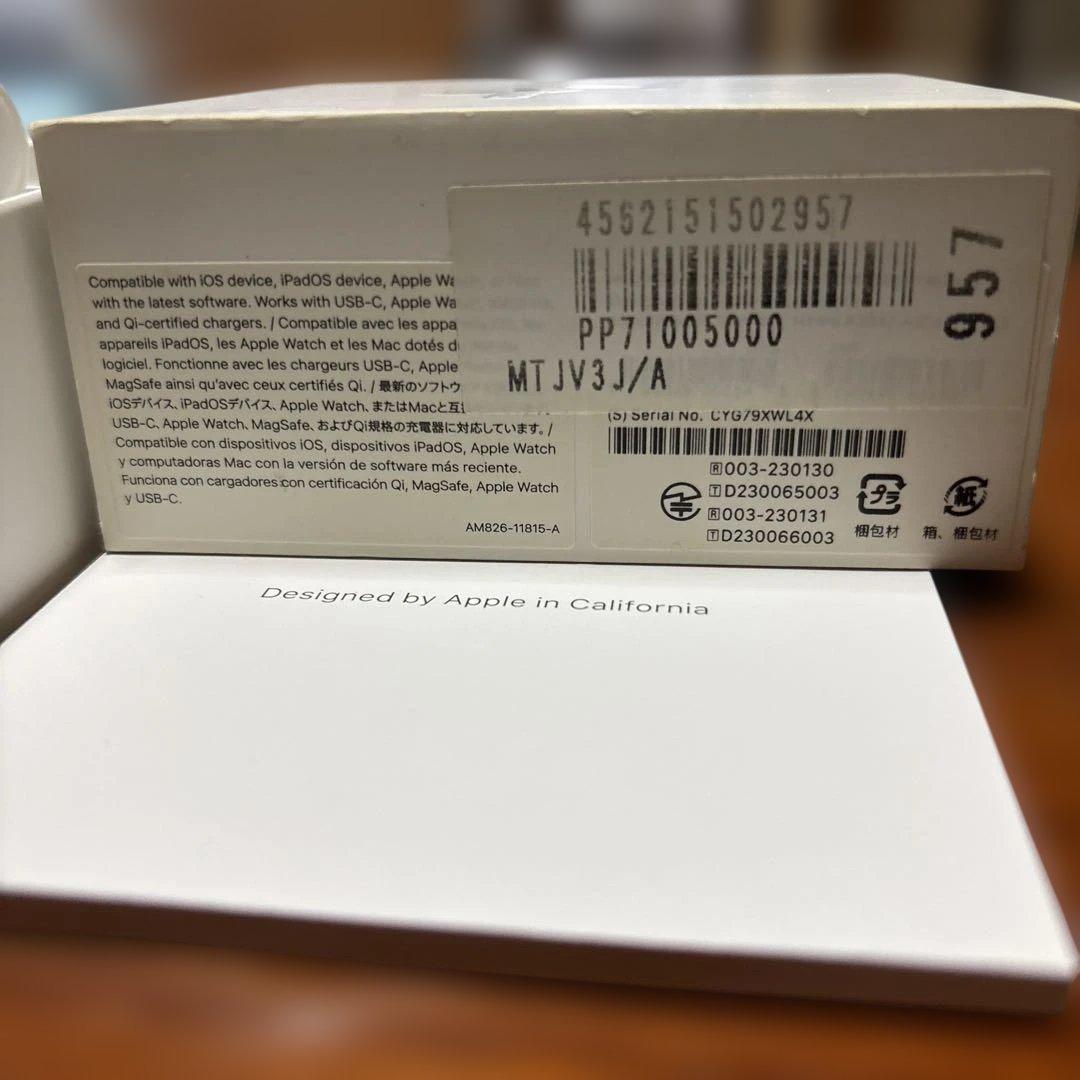 4562151502957
957
PP7I005000
MTJV3J/A
Compatible with iOS device, iPadOS device, Apple Wa
with the latest software. Works with USB-C, Apple Wa
and Qi-certified chargers. / Compatible avec les appa
appareils iPadOS, les Apple Watch et les Mac dotés d
logiciel. Fonctionne avec les chargeurs USB-C, Apple
MagSafe ainsi qu'avec ceux certifiés Qi. / 最新のソフトウ
iOSデバイス、iPadOSデバイス、Apple Watch、またはMacと互
USB-C、Apple Watch、MagSafe、およびQi規格の充電器に対応しています。/
Compatible con dispositivos iOS, dispositivos iPadOS, Apple Watch
y computadoras Mac con la versión de software más reciente.
Funciona con cargadores con certificación Qi, MagSafe, Apple Watch
y USB-C.
AM826-11815-A
(S) Serial No. CYG79XWL4X
R 003-230130
T D230065003
R 003-230131
T D230066003
プラ
梱包材
紙
箱、梱包材
Designed by Apple in California